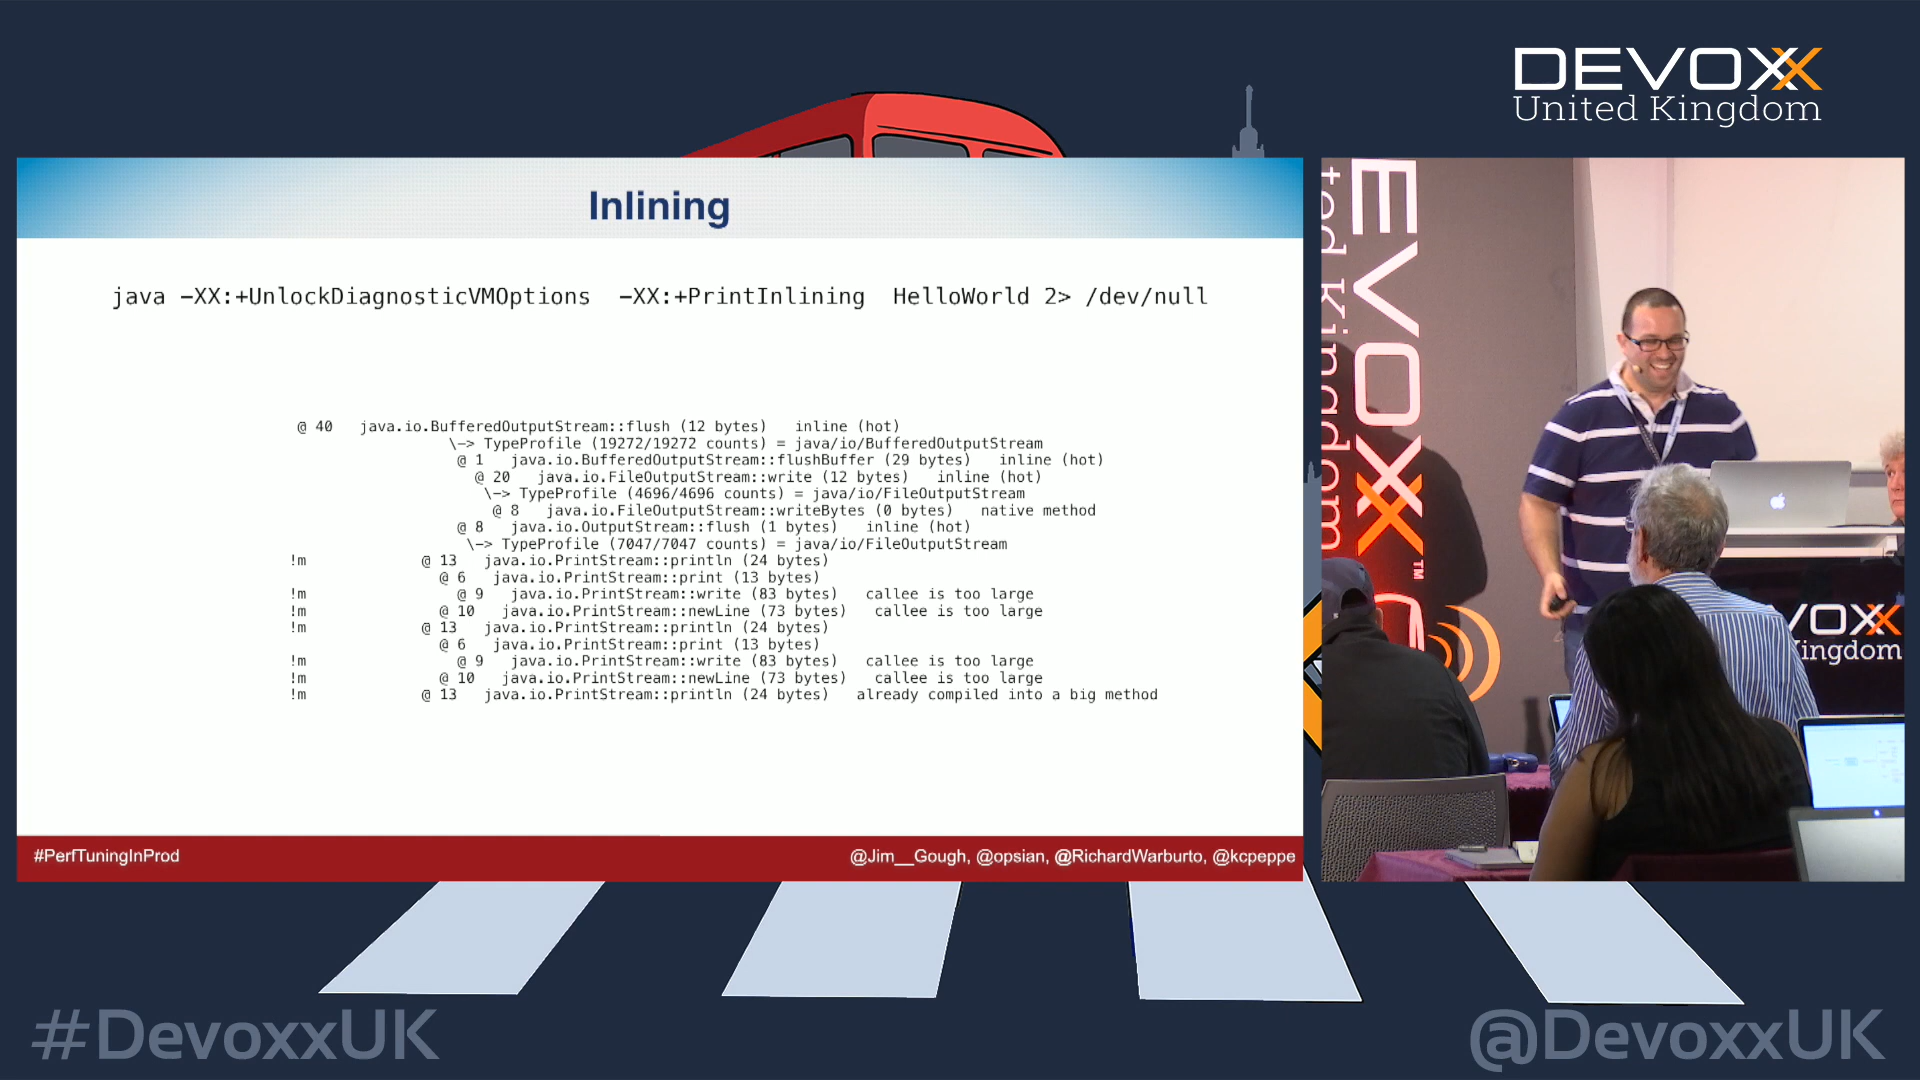 DEVOXX
United Kingdom
Inlining
java -XX:+UnlockDiagnosticVMOptions  -XX:+PrintInlining  HelloWorld 2> /dev/null
@ 40   java.io.BufferedOutputStream::flush (12 bytes)   inline (hot)
\-> TypeProfile (19272/19272 counts) = java/io/BufferedOutputStream
@ 1   java.io.BufferedOutputStream::flushBuffer (29 bytes)   inline (hot)
@ 20   java.io.FileOutputStream::write (12 bytes)   inline (hot)
\-> TypeProfile (4696/4696 counts) = java/io/FileOutputStream
@ 8   java.io.FileOutputStream::writeBytes (0 bytes)   native method
@ 8   java.io.OutputStream::flush (1 bytes)   inline (hot)
\-> TypeProfile (7047/7047 counts) = java/io/FileOutputStream
!m   @ 13   java.io.PrintStream::println (24 bytes)
@ 6   java.io.PrintStream::print (13 bytes)
!m   @ 9   java.io.PrintStream::write (83 bytes)   callee is too large
!m   @ 10   java.io.PrintStream::newLine (73 bytes)   callee is too large
!m   @ 13   java.io.PrintStream::println (24 bytes)
@ 6   java.io.PrintStream::print (13 bytes)
!m   @ 9   java.io.PrintStream::write (83 bytes)   callee is too large
!m   @ 10   java.io.PrintStream::newLine (73 bytes)   callee is too large
!m   @ 13   java.io.PrintStream::println (24 bytes)   already compiled into a big method
#PerfTuningInProd
@Jim__Gough, @opsian, @RichardWarburto, @kcpeppe
EVOXX™
ted Kingdom
VOXX
ingdom
#DevoxxUK
@DevoxxUK